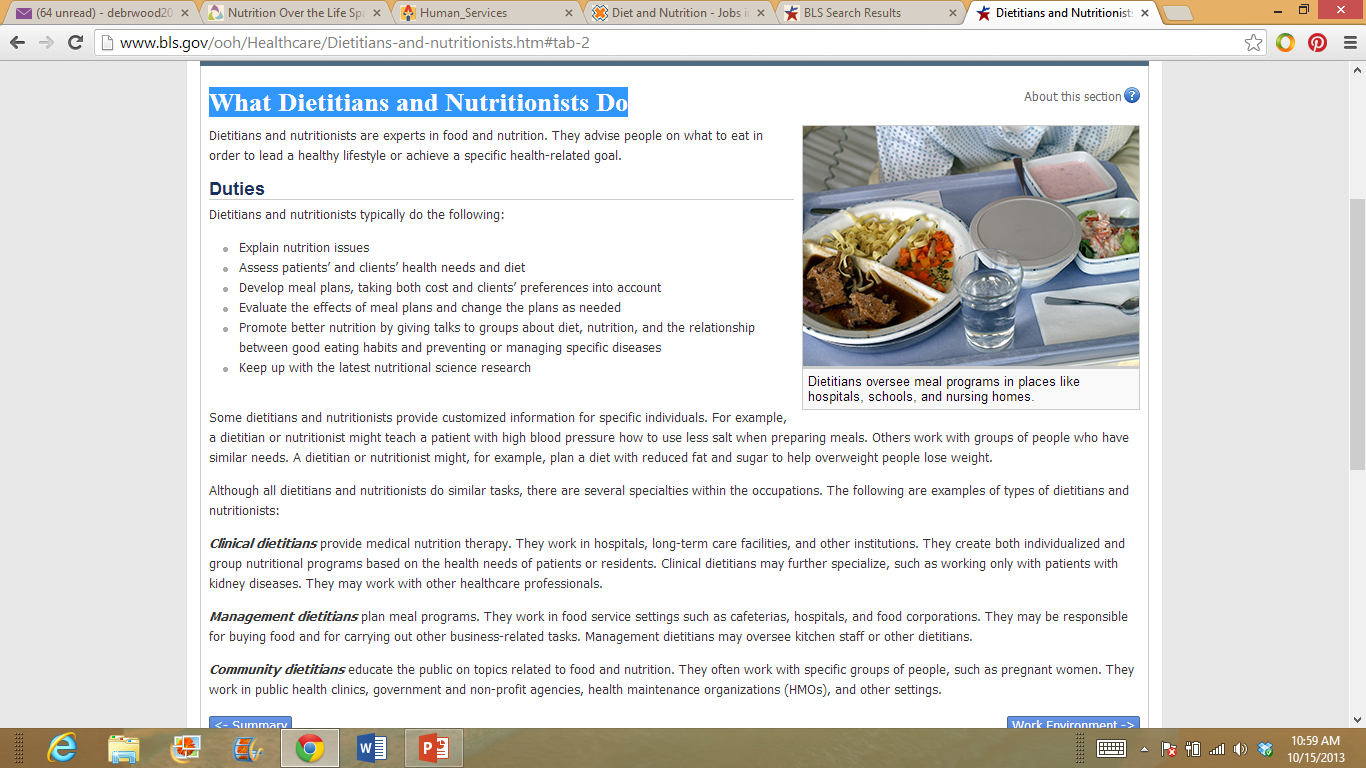 (64 unread) - debrwood20
Nutrition Over the Life Spa
Human_Services
Diet and Nutrition - Jobs i
BLS Search Results
Dietitians and Nutritionist
www.bls.gov/ooh/Healthcare/Dietitians-and-nutritionists.htm#tab-2
What Dietitians and Nutritionists Do
About this section ?
Dietitians and nutritionists are experts in food and nutrition. They advise people on what to eat in
order to lead a healthy lifestyle or achieve a specific health-related goal.
Duties
Dietitians and nutritionists typically do the following:
Explain nutrition issues
Assess patients’ and clients’ health needs and diet
Develop meal plans, taking both cost and clients’ preferences into account
Evaluate the effects of meal plans and change the plans as needed
Promote better nutrition by giving talks to groups about diet, nutrition, and the relationship
between good eating habits and preventing or managing specific diseases
Keep up with the latest nutritional science research
Dietitians oversee meal programs in places like
hospitals, schools, and nursing homes.
Some dietitians and nutritionists provide customized information for specific individuals. For example,
a dietitian or nutritionist might teach a patient with high blood pressure how to use less salt when preparing meals. Others work with groups of people who have
similar needs. A dietitian or nutritionist might, for example, plan a diet with reduced fat and sugar to help overweight people lose weight.
Although all dietitians and nutritionists do similar tasks, there are several specialties within the occupations. The following are examples of types of dietitians and
nutritionists:
Clinical dietitians provide medical nutrition therapy. They work in hospitals, long-term care facilities, and other institutions. They create both individualized and
group nutritional programs based on the health needs of patients or residents. Clinical dietitians may further specialize, such as working only with patients with
kidney diseases. They may work with other healthcare professionals.
Management dietitians plan meal programs. They work in food service settings such as cafeterias, hospitals, and food corporations. They may be responsible
for buying food and for carrying out other business-related tasks. Management dietitians may oversee kitchen staff or other dietitians.
Community dietitians educate the public on topics related to food and nutrition. They often work with specific groups of people, such as pregnant women. They
work in public health clinics, government and non-profit agencies, health maintenance organizations (HMOs), and other settings.
<- Summary
Work Environment ->
10:59 AM
10/15/2013